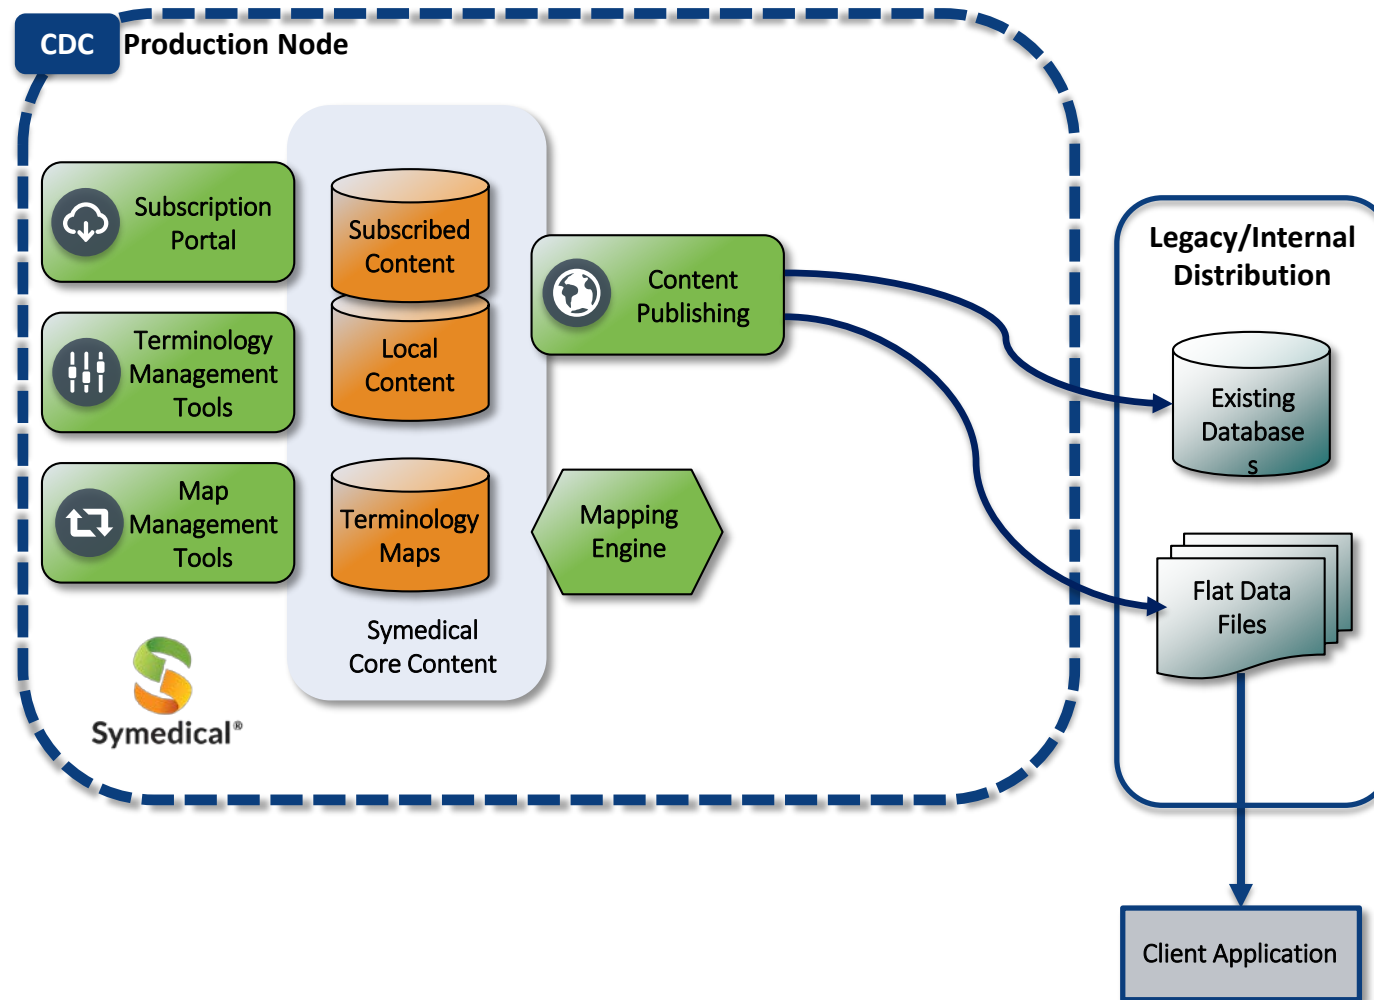 CDC Production Node
Subscription
Portal
Terminology
Management
Tools
Map
Management
Tools
Subscribed
Content
Local
Content
Terminology
Maps
Symedical
Core Content
Content
Publishing
Mapping
Engine
Symedical®
Legacy/Internal
Distribution
Existing
Database
s
Flat Data
Files
Client Application